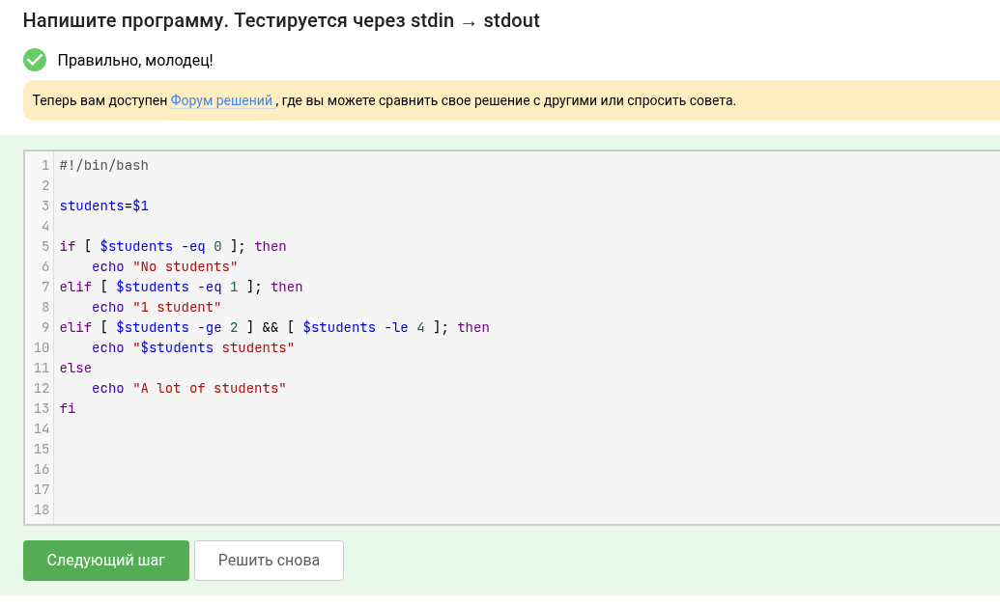 Напишите программу. Тестируется через stdin → stdout
Правильно, молодец!
Теперь вам доступен Форум решений , где вы можете сравнить свое решение с другими или спросить совета.
1 #!/bin/bash
2
3 students=$1
4
5 if [ $students -eq 0 ]; then
6     echo "No students"
7 elif [ $students -eq 1 ]; then
8     echo "1 student"
9 elif [ $students -ge 2 ] && [ $students -le 4 ]; then
10     echo "$students students"
11 else
12     echo "A lot of students"
13 fi
14
15
16
17
18
Следующий шаг
Решить снова